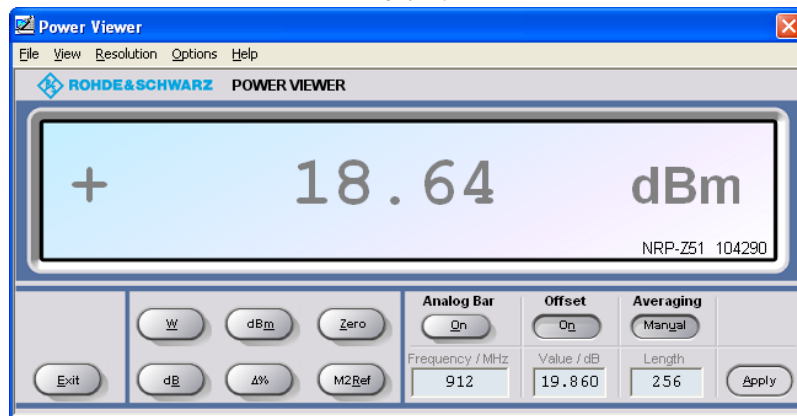 Power Viewer
File View Resolution Options Help
ROHDE&SCHWARZ POWER VIEWER
+ 18.64 dBm
NRP-Z51 104290
Analog Bar Offset Averaging
W dBm Zero On On Manual
Frequency / MHz Value / dB Length
Exit dB Δ% M2Ref 912 19.860 256 Apply